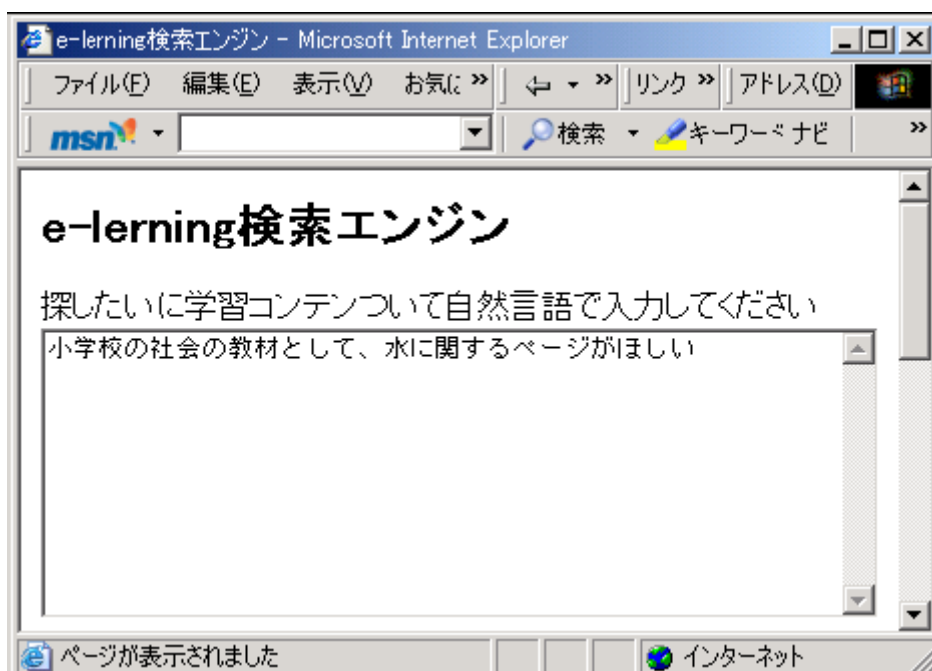 e-lerning検索エンジン - Microsoft Internet Explorer
ファイル(F) 編集(E) 表示(V) お気に » » リンク » アドレス(D)
msn 検索 キーワード ナビ »
e-lerning検索エンジン
探したいに学習コンテンついて自然言語で入力してください
小学校の社会の教材として、水に関するページがほしい
ページが表示されました インターネット